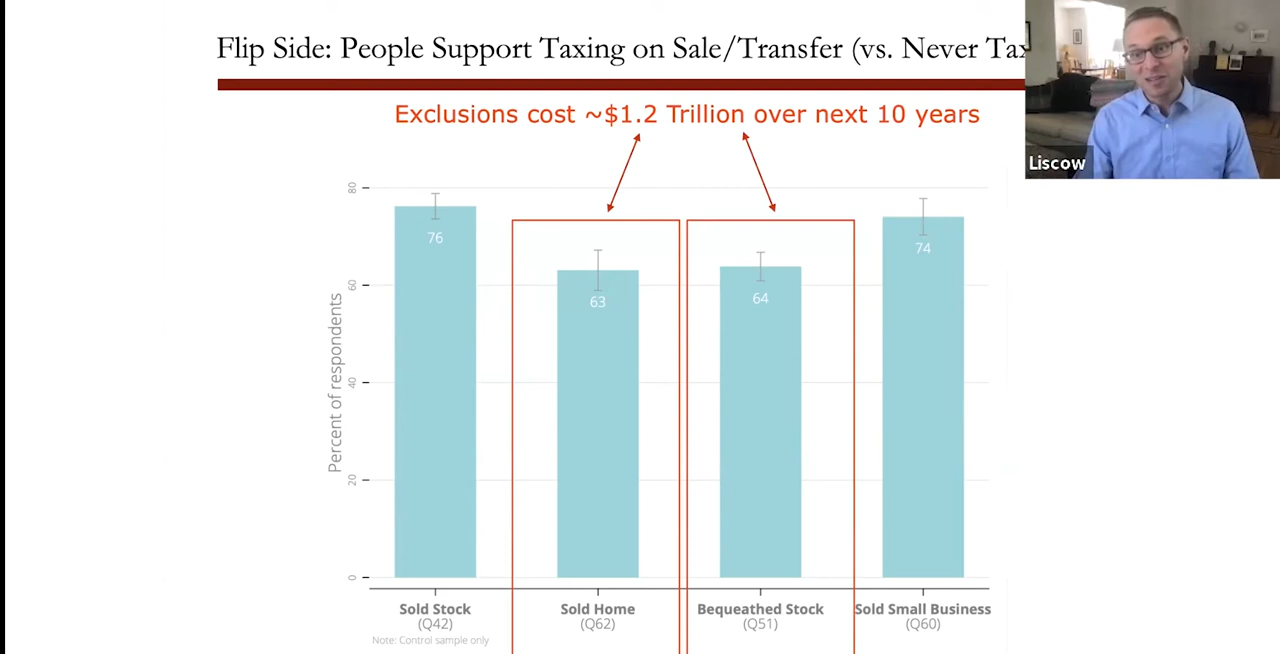 Flip Side: People Support Taxing on Sale/Transfer (vs. Never Tax
Exclusions cost ~$1.2 Trillion over next 10 years
Liscow
Percent of respondents
80
60
40
20
0
76
63
64
74
Sold Stock
(Q42)
Sold Home
(Q62)
Bequeathed Stock
(Q51)
Sold Small Business
(Q60)
Note: Control sample only